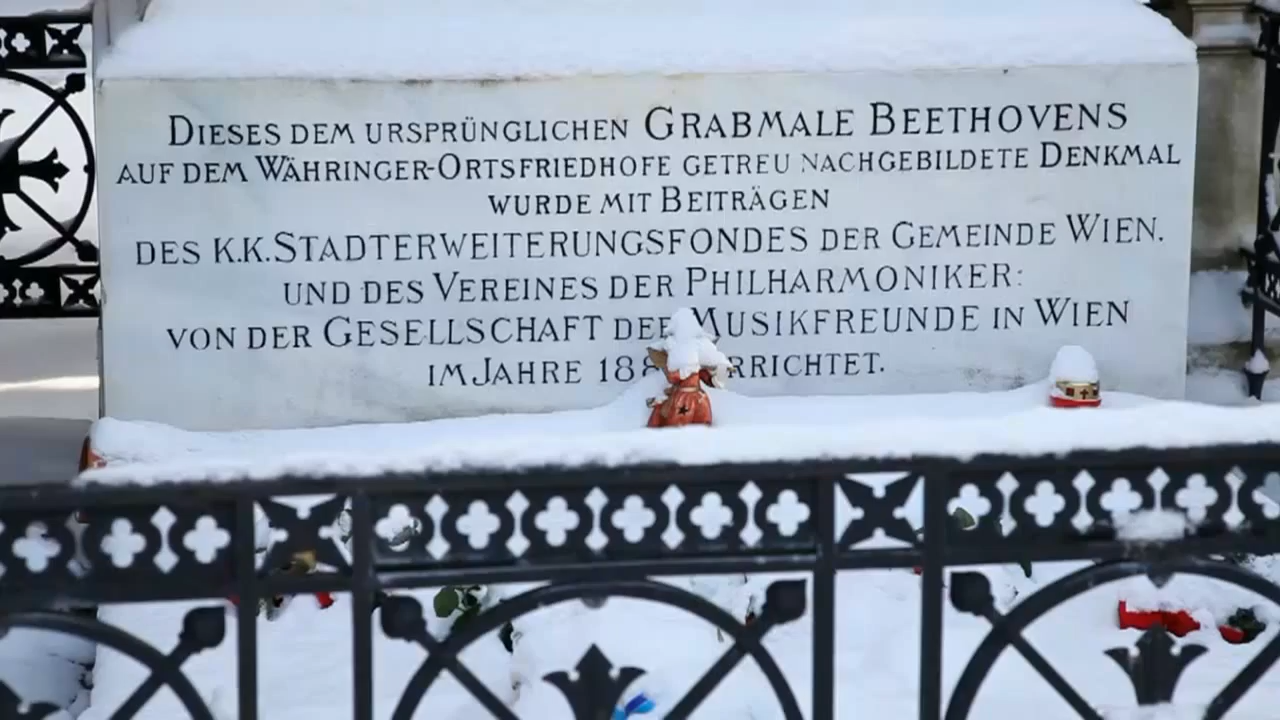 DIESES DEM URSPRÜNGLICHEN GRABMALE BEETHOVENS
AUF DEM WÄHRINGER-ORTSFRIEDHOFE GETREU NACHGEBILDETE DENKMAL
WURDE MIT BEITRÄGEN
DES K.K. STADTERWEITERUNGSFONDES DER GEMEINDE WIEN.
UND DES VEREINES DER PHILHARMONIKER:
VON DER GESELLSCHAFT DER MUSIKFREUNDE IN WIEN
IM JAHRE